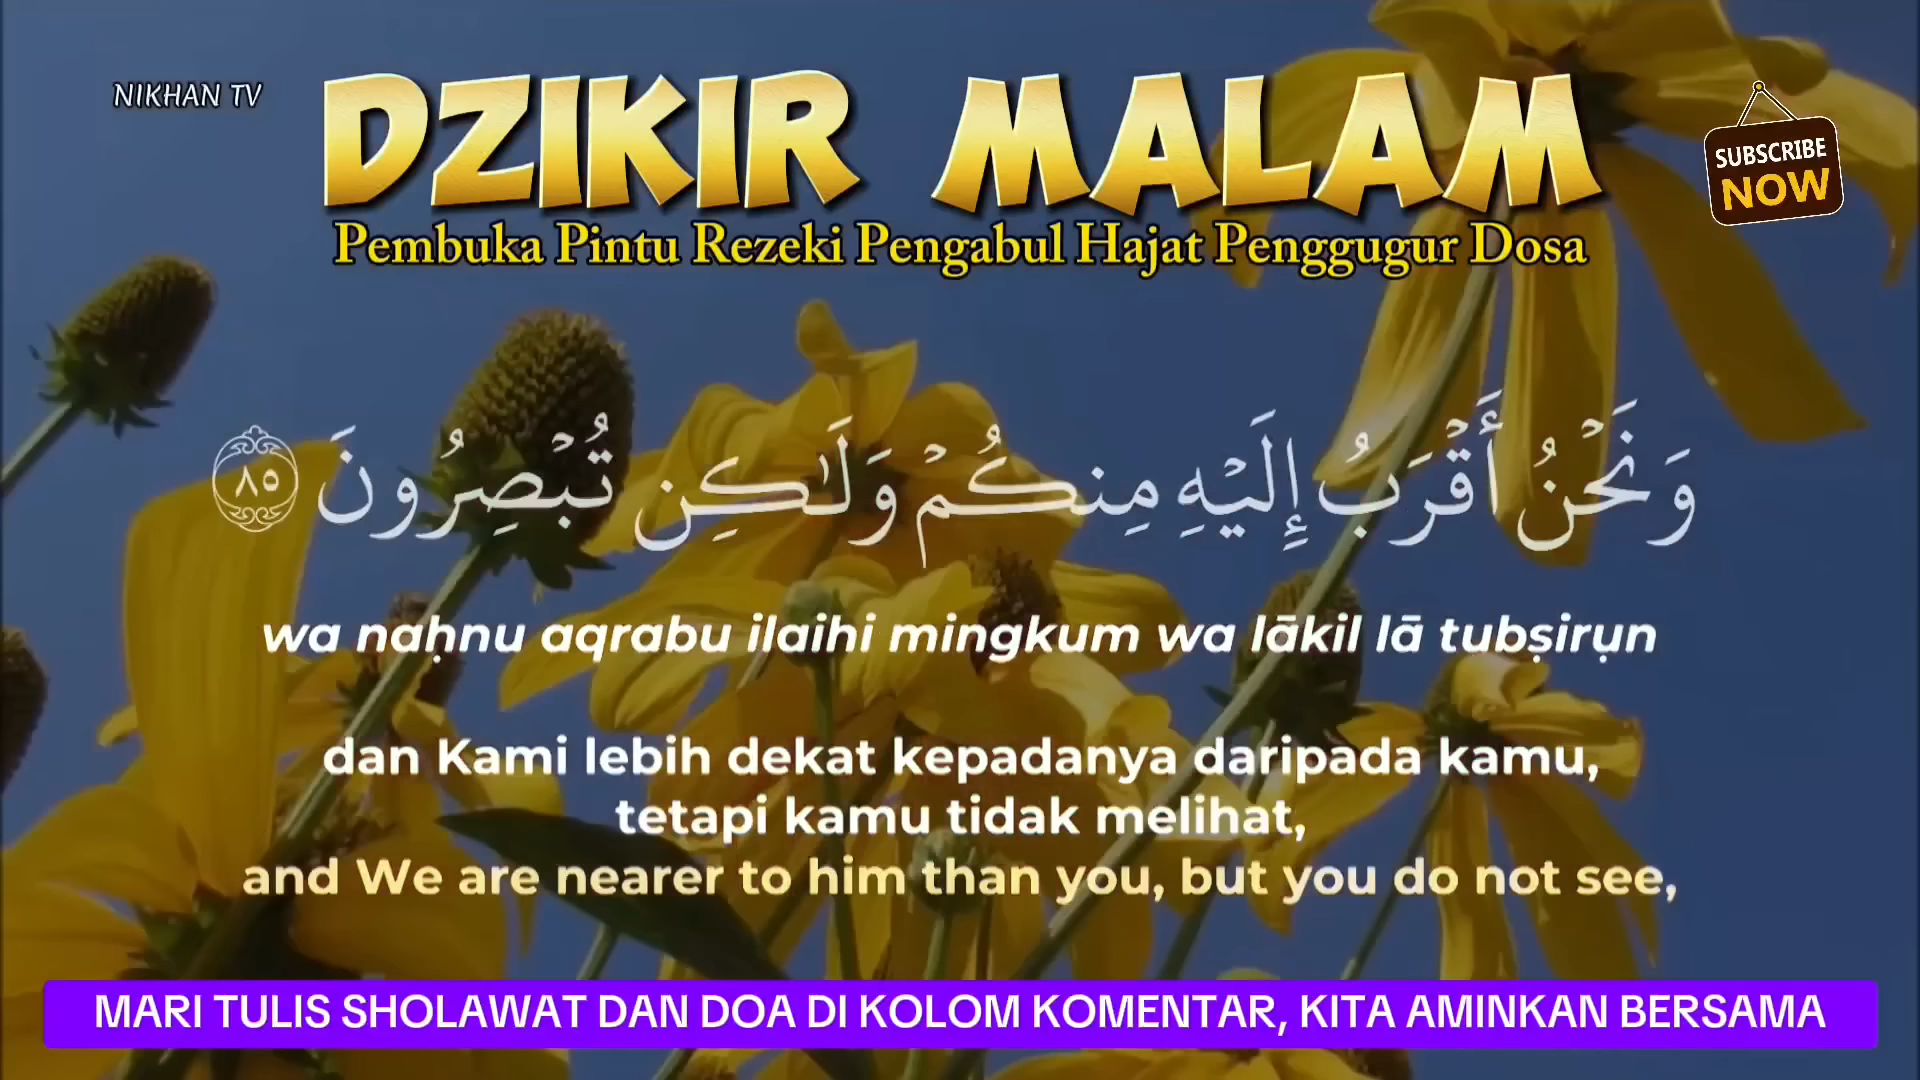 NIKHAN TV
DZIKIR MALAM
SUBSCRIBE
NOW
Pembuka Pintu Rezeki Pengabul Hajat Penggugur Dosa
وَنَحْنُ أَقْرَبُ إِلَيْهِ مِنكُمْ وَلَٰكِن تُبْصِرُونَ ٨٥
wa naḥnu aqrabu ilaihi mingkum wa lākil lā tubṣirụn
dan Kami lebih dekat kepadanya daripada kamu,
tetapi kamu tidak melihat,
and We are nearer to him than you, but you do not see,
MARI TULIS SHOLAWAT DAN DOA DI KOLOM KOMENTAR, KITA AMINKAN BERSAMA